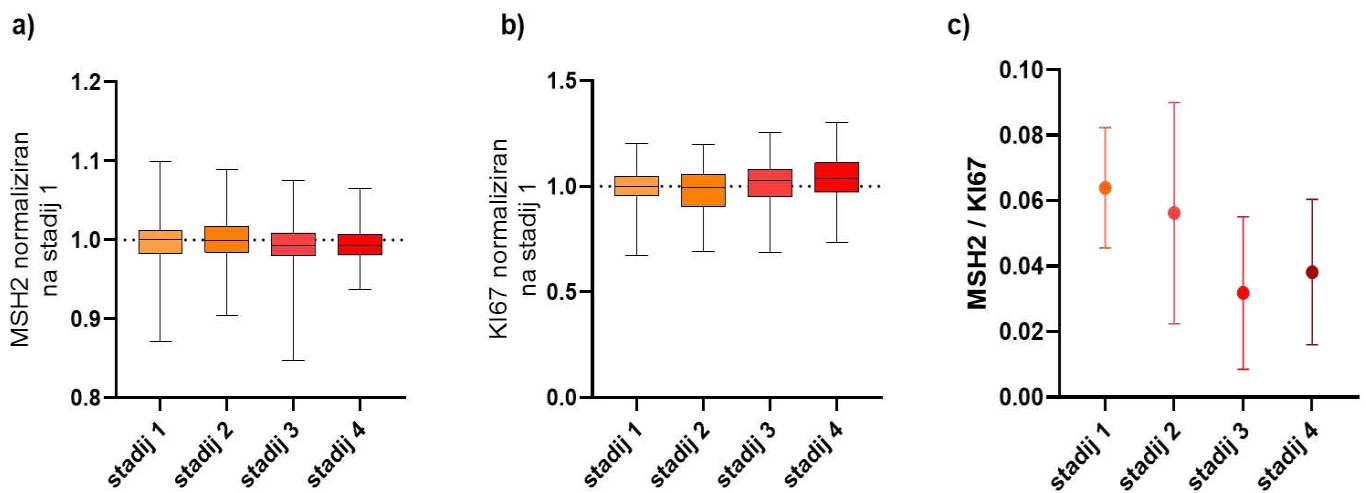 a)
MSH2 normaliziran
na stadij 1
1.2
1.1
1.0
0.9
0.8
stadij 1
stadij 2
stadij 3
stadij 4
b)
KI67 normaliziran
na stadij 1
1.5
1.0
0.5
0.0
stadij 1
stadij 2
stadij 3
stadij 4
c)
MSH2 / KI67
0.10
0.08
0.06
0.04
0.02
0.00
stadij 1
stadij 2
stadij 3
stadij 4